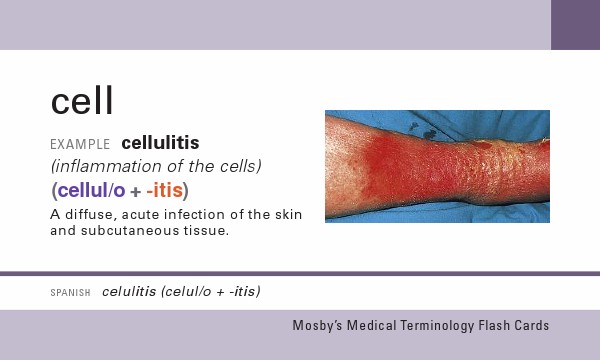 cell
EXAMPLE cellulitis
(inflammation of the cells)
(cellul/o + -itis)
A diffuse, acute infection of the skin
and subcutaneous tissue.
SPANISH celulitis (celul/o + -itis)
Mosby's Medical Terminology Flash Cards